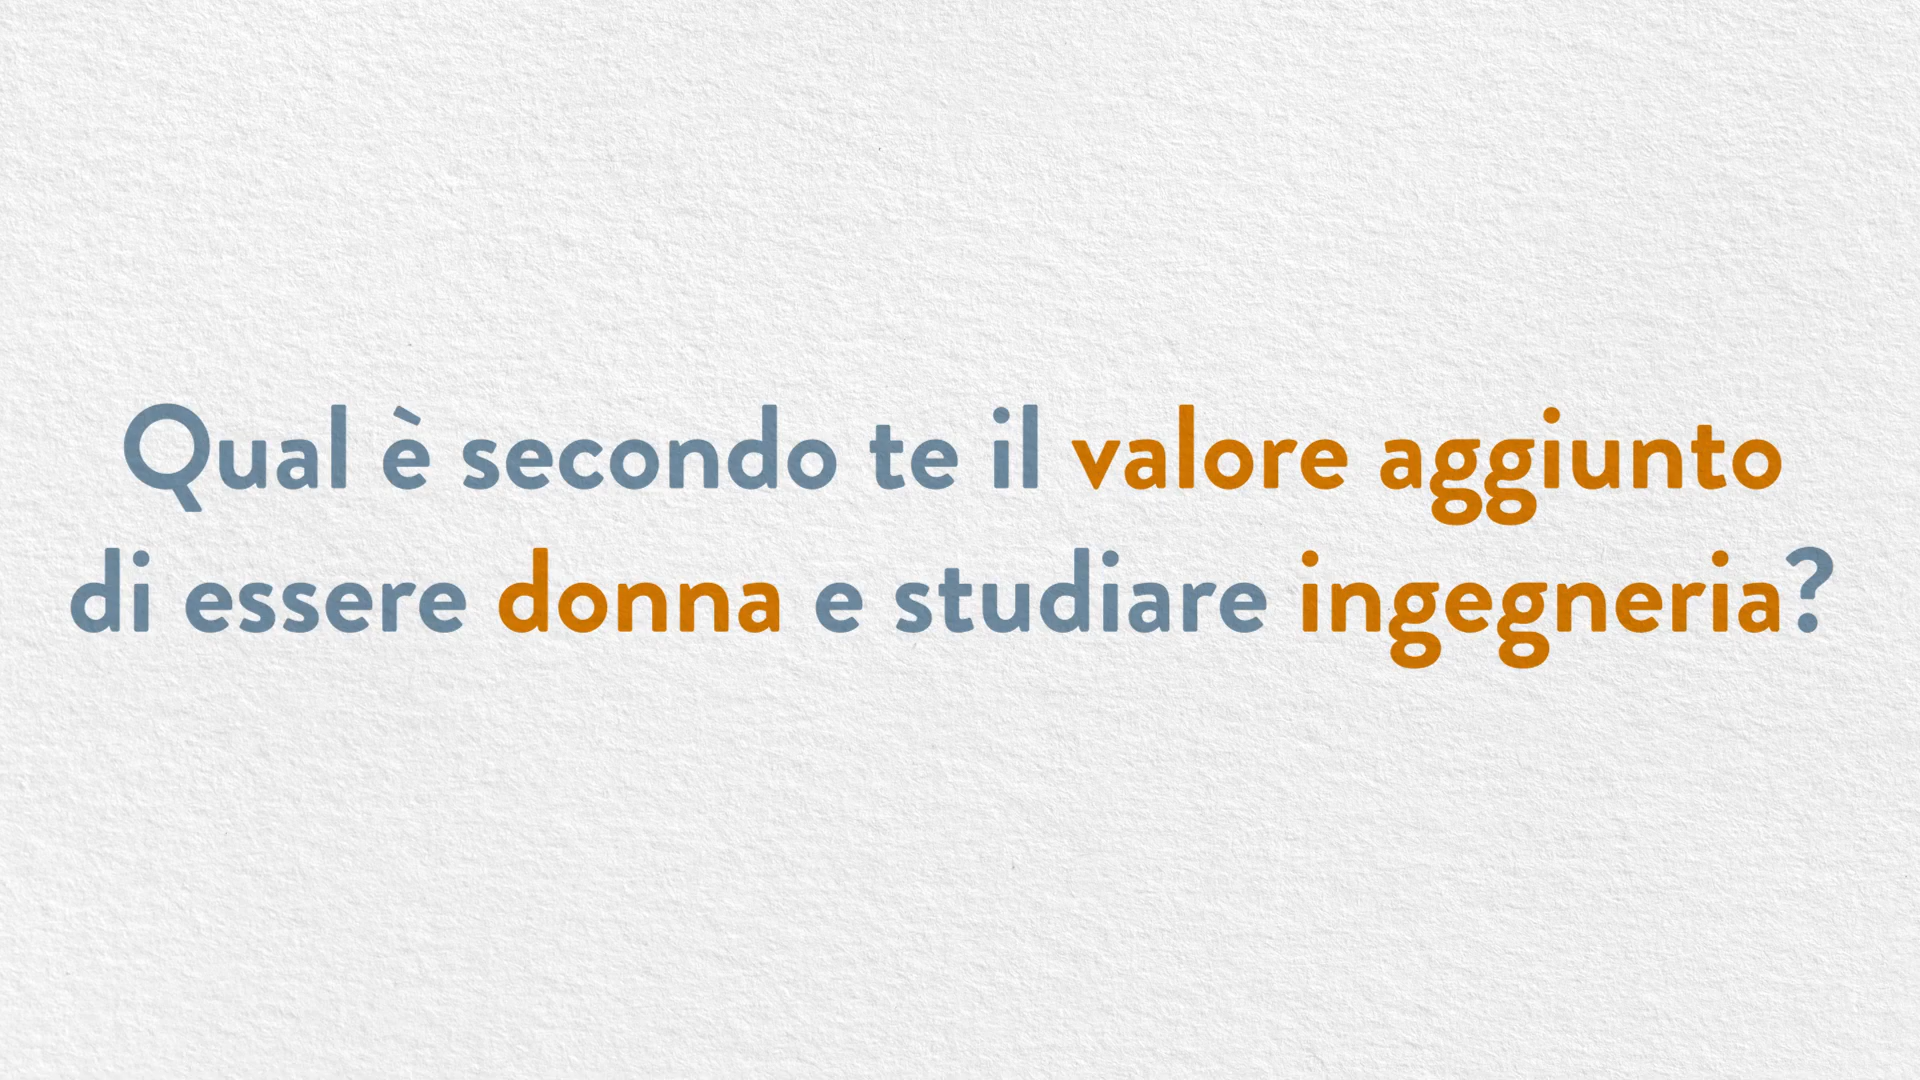 Qual è secondo te il valore aggiunto
di essere donna e studiare ingegneria?